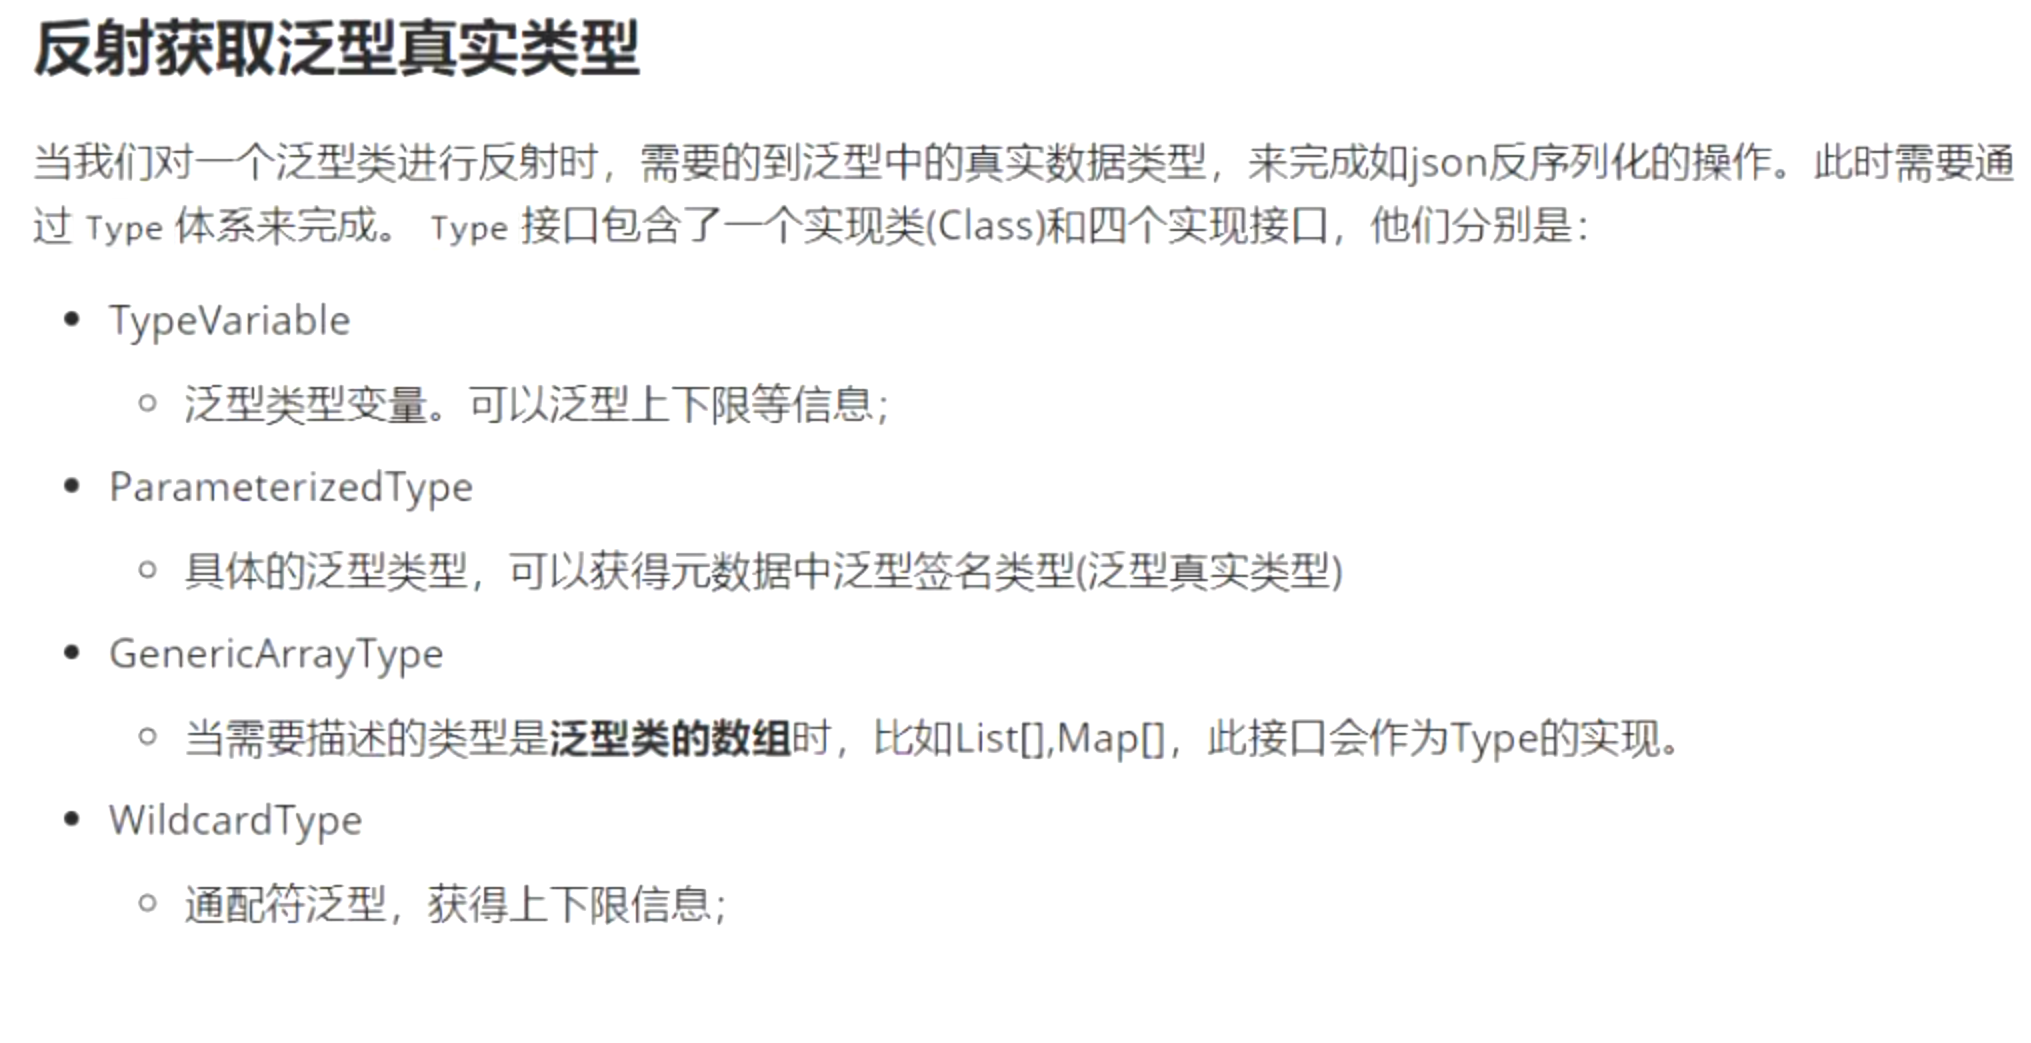 反射获取泛型真实类型
当我们对一个泛型类进行反射时，需要的到泛型中的真实数据类型，来完成如json反序列化的操作。此时需要通
过 Type 体系来完成。 Type 接口包含了一个实现类(Class)和四个实现接口，他们分别是：
TypeVariable
泛型类型变量。可以泛型上下限等信息；
ParameterizedType
具体的泛型类型，可以获得元数据中泛型签名类型(泛型真实类型)
GenericArrayType
当需要描述的类型是泛型类的数组时，比如List[],Map[]，此接口会作为Type的实现。
WildcardType
通配符泛型，获得上下限信息；